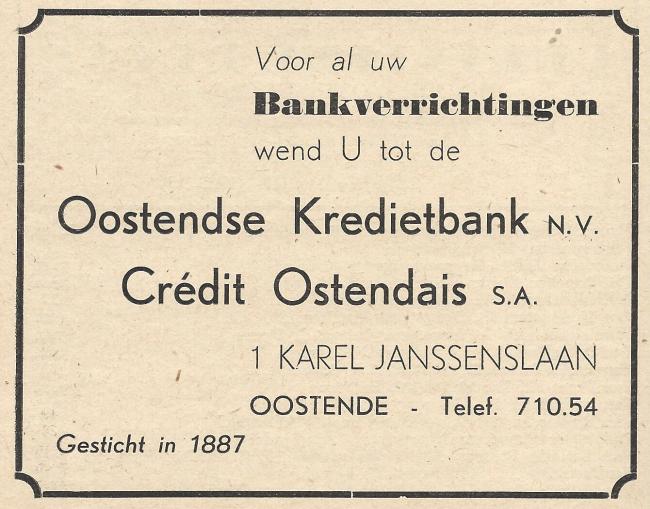 Voor al uw
Bankverrichtingen
wend U tot de
Oostendse Kredietbank N.V.
Crédit Ostendais S.A.
1 KAREL JANSSENSLAAN
OOSTENDE - Telef. 710.54
Gesticht in 1887